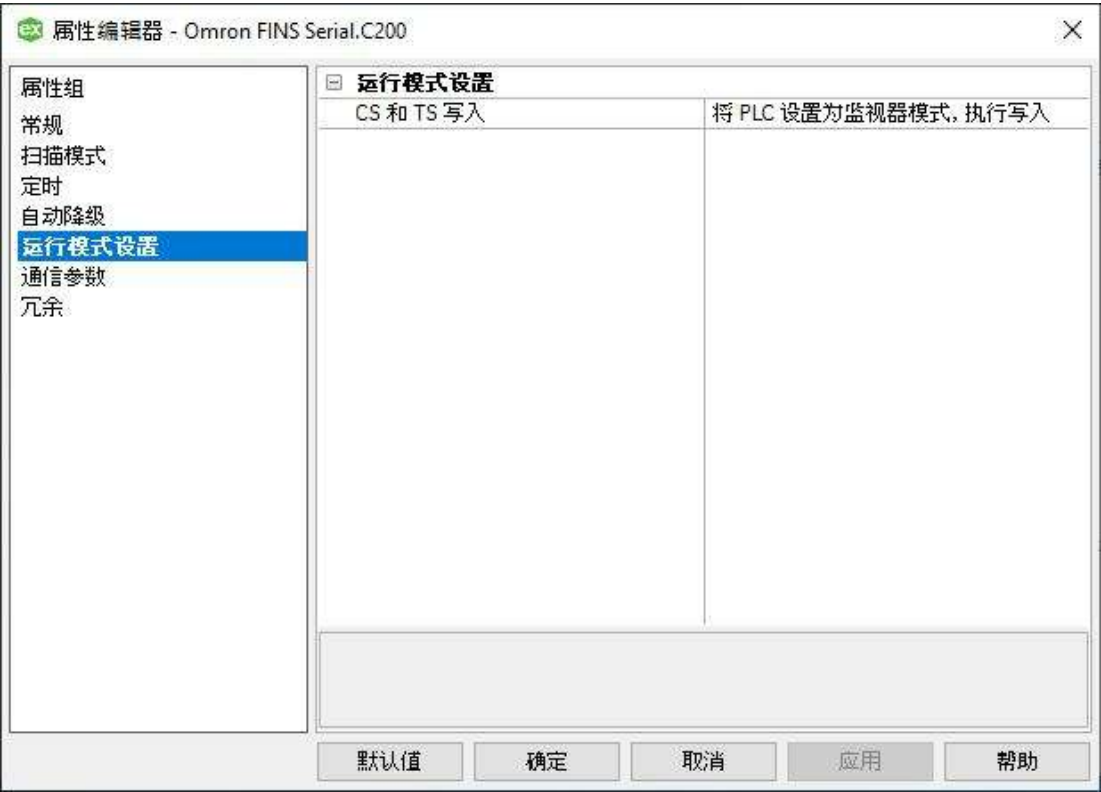 ex 属性编辑器 - Omron FINS Serial.C200
属性组
常规
扫描模式
定时
自动降级
运行模式设置
通信参数
冗余
运行模式设置
CS 和 TS 写入 将 PLC 设置为监视器模式, 执行写入
默认值 确定 取消 应用 帮助